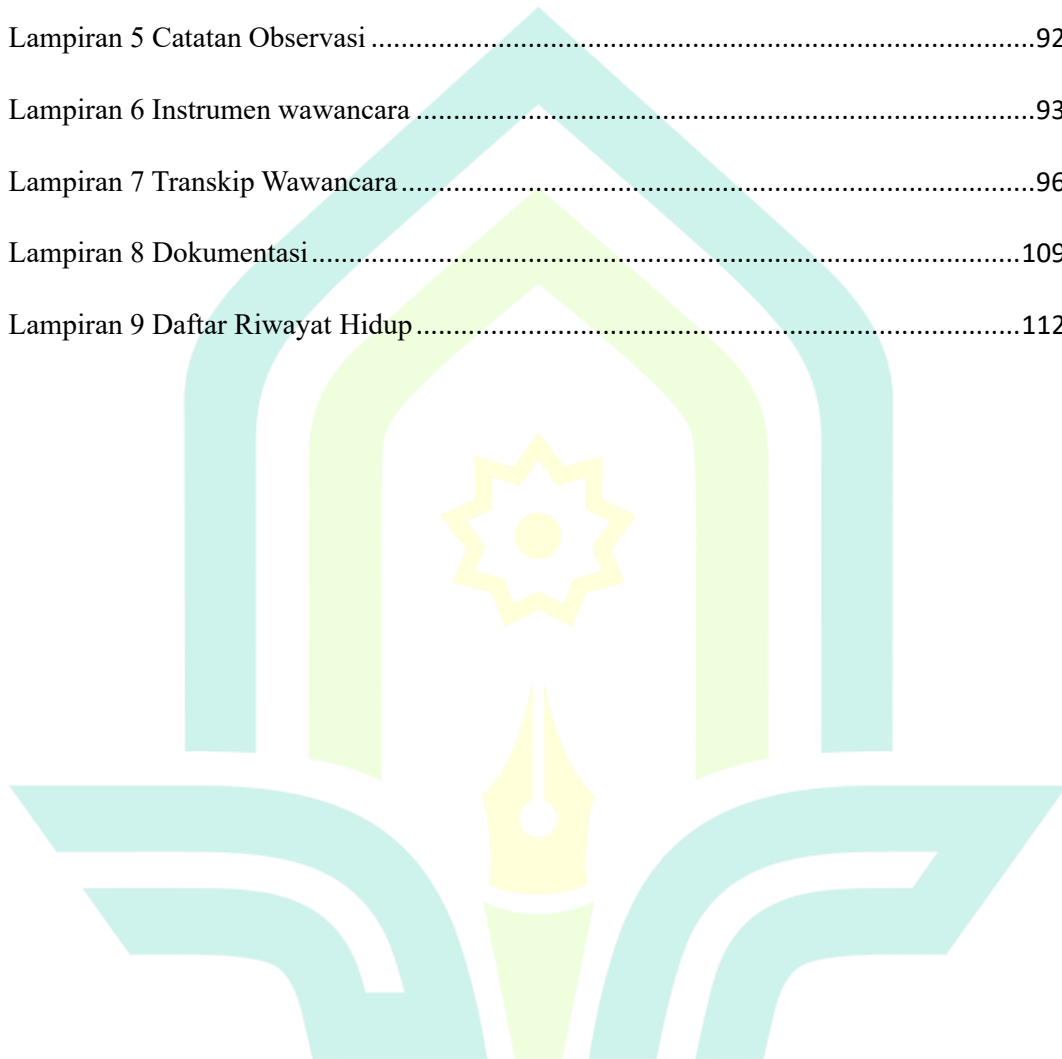 Lampiran 5 Catatan Observasi ....................................................................................92
Lampiran 6 Instrumen wawancara ..............................................................................93
Lampiran 7 Transkip Wawancara................................................................................96
Lampiran 8 Dokumentasi...........................................................................................109
Lampiran 9 Daftar Riwayat Hidup.............................................................................112